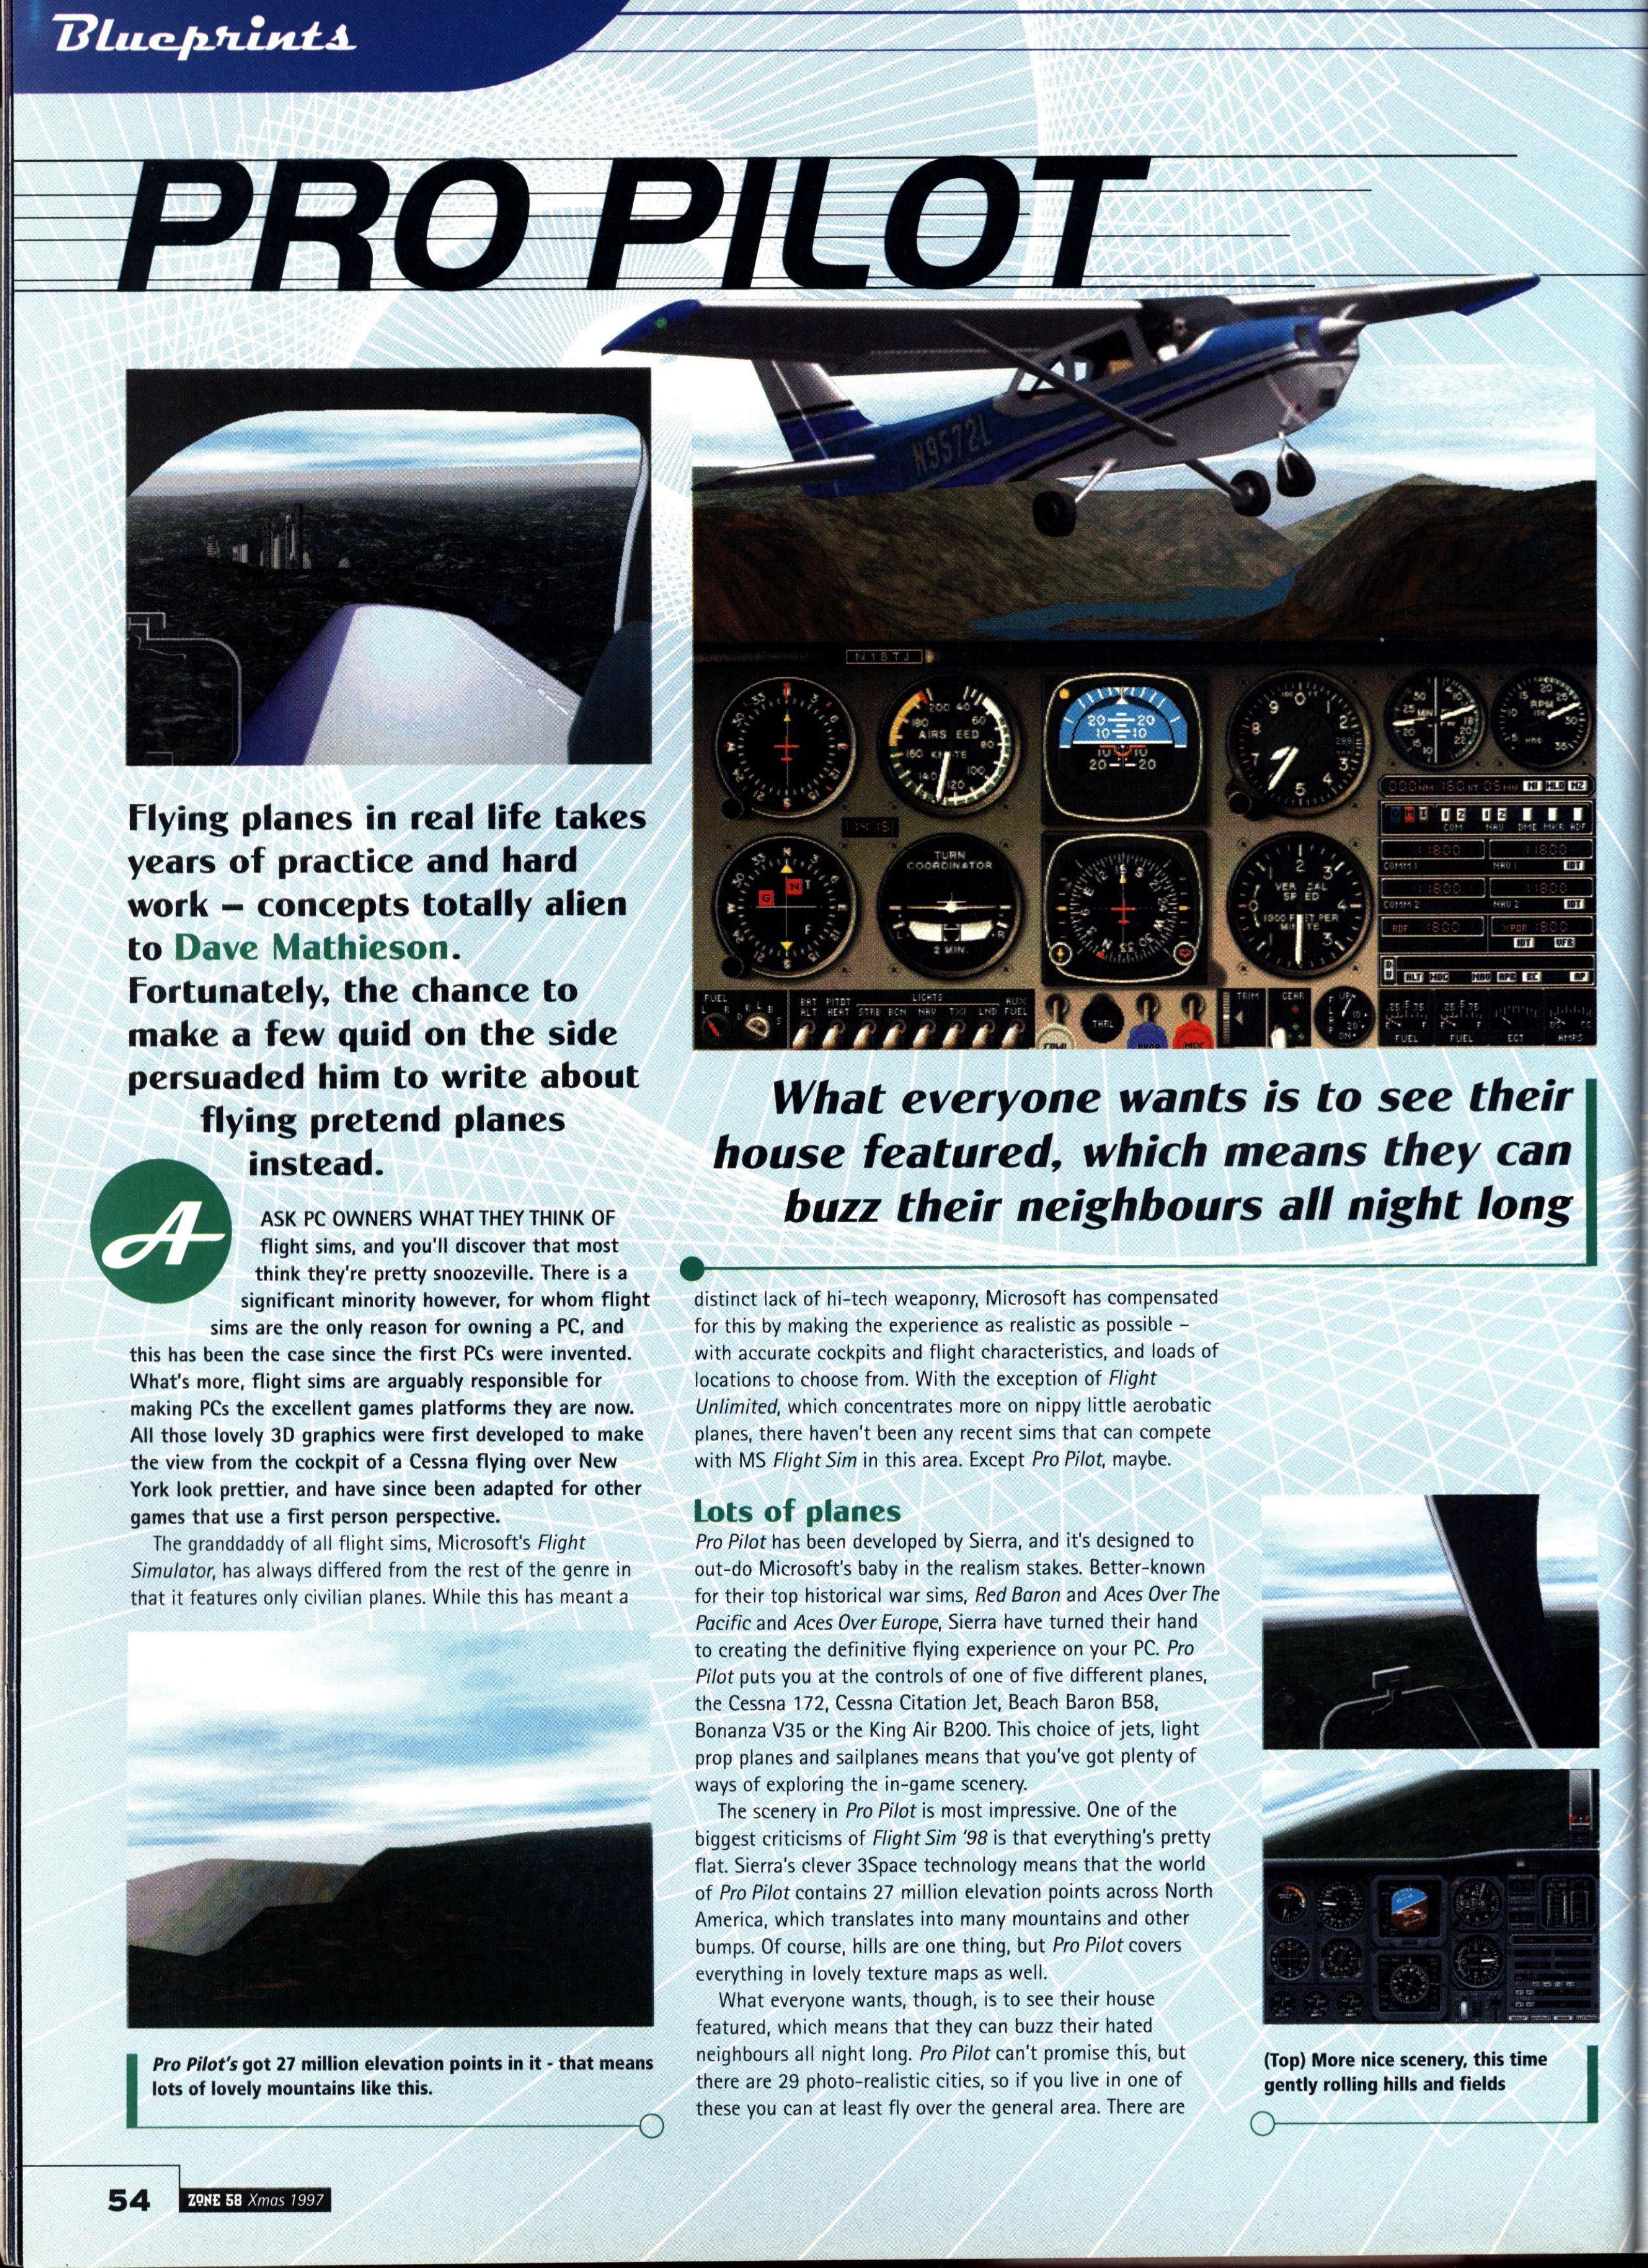 Blueprints
PRO PILOT
N9572L
Flying planes in real life takes
years of practice and hard
work – concepts totally alien
to Dave Mathieson.
Fortunately, the chance to
make a few quid on the side
persuaded him to write about
flying pretend planes
instead.
A
ASK PC OWNERS WHAT THEY THINK OF
flight sims, and you'll discover that most
think they're pretty snoozeville. There is a
significant minority however, for whom flight
sims are the only reason for owning a PC, and
this has been the case since the first PCs were invented.
What's more, flight sims are arguably responsible for
making PCs the excellent games platforms they are now.
All those lovely 3D graphics were first developed to make
the view from the cockpit of a Cessna flying over New
York look prettier, and have since been adapted for other
games that use a first person perspective.
The granddaddy of all flight sims, Microsoft's Flight
Simulator, has always differed from the rest of the genre in
that it features only civilian planes. While this has meant a
Pro Pilot's got 27 million elevation points in it - that means
lots of lovely mountains like this.
N18TJ
TURN
COORDINATOR
2 MIN.
FUEL
LIGHTS
TRIM
GEAR
What everyone wants is to see their
house featured, which means they can
buzz their neighbours all night long
distinct lack of hi-tech weaponry, Microsoft has compensated
for this by making the experience as realistic as possible –
with accurate cockpits and flight characteristics, and loads of
locations to choose from. With the exception of Flight
Unlimited, which concentrates more on nippy little aerobatic
planes, there haven't been any recent sims that can compete
with MS Flight Sim in this area. Except Pro Pilot, maybe.
Lots of planes
Pro Pilot has been developed by Sierra, and it's designed to
out-do Microsoft's baby in the realism stakes. Better-known
for their top historical war sims, Red Baron and Aces Over The
Pacific and Aces Over Europe, Sierra have turned their hand
to creating the definitive flying experience on your PC. Pro
Pilot puts you at the controls of one of five different planes,
the Cessna 172, Cessna Citation Jet, Beach Baron B58,
Bonanza V35 or the King Air B200. This choice of jets, light
prop planes and sailplanes means that you've got plenty of
ways of exploring the in-game scenery.
The scenery in Pro Pilot is most impressive. One of the
biggest criticisms of Flight Sim '98 is that everything's pretty
flat. Sierra's clever 3Space technology means that the world
of Pro Pilot contains 27 million elevation points across North
America, which translates into many mountains and other
bumps. Of course, hills are one thing, but Pro Pilot covers
everything in lovely texture maps as well.
What everyone wants, though, is to see their house
featured, which means that they can buzz their hated
neighbours all night long. Pro Pilot can't promise this, but
there are 29 photo-realistic cities, so if you live in one of
these you can at least fly over the general area. There are
(Top) More nice scenery, this time
gently rolling hills and fields
54
ZONE 58 Xmas 1997